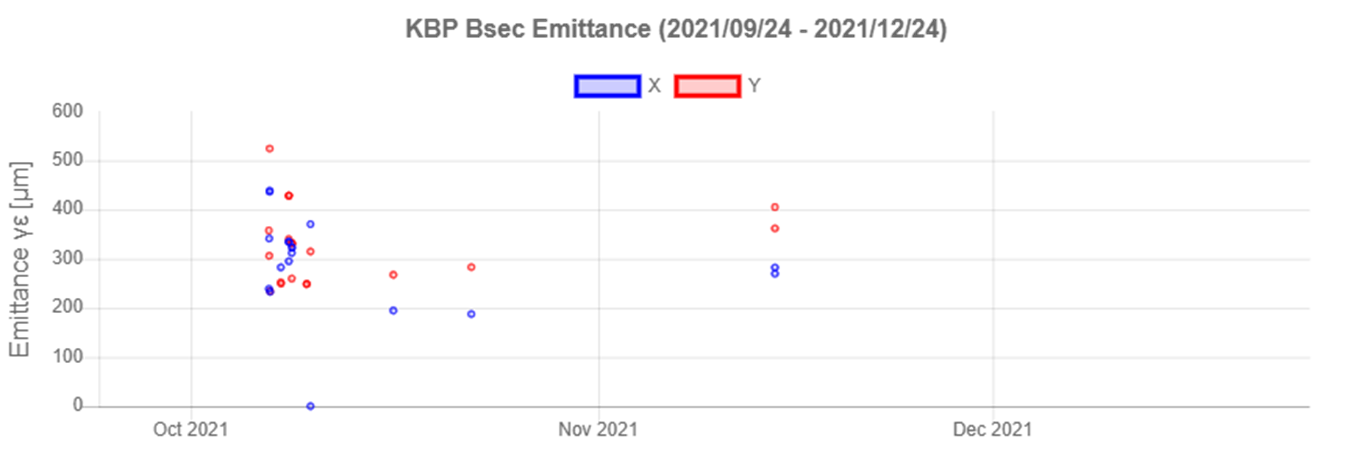 KBP Bsec Emittance (2021/09/24 - 2021/12/24)
X Y
600
500
400
300
200
100
0
Emittance γε [μm]
Oct 2021 Nov 2021 Dec 2021